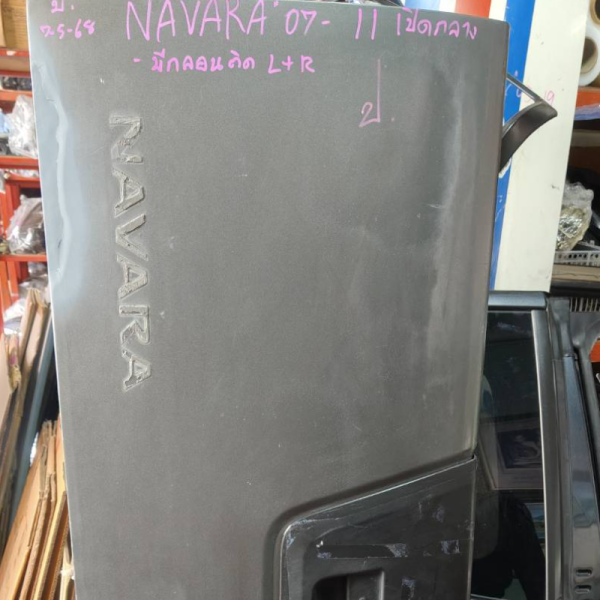 ป.
7-5-68
NAVARA '07- 11 เปิดกลาง
- มีกลอนติด L+R
ป.
NAVARA